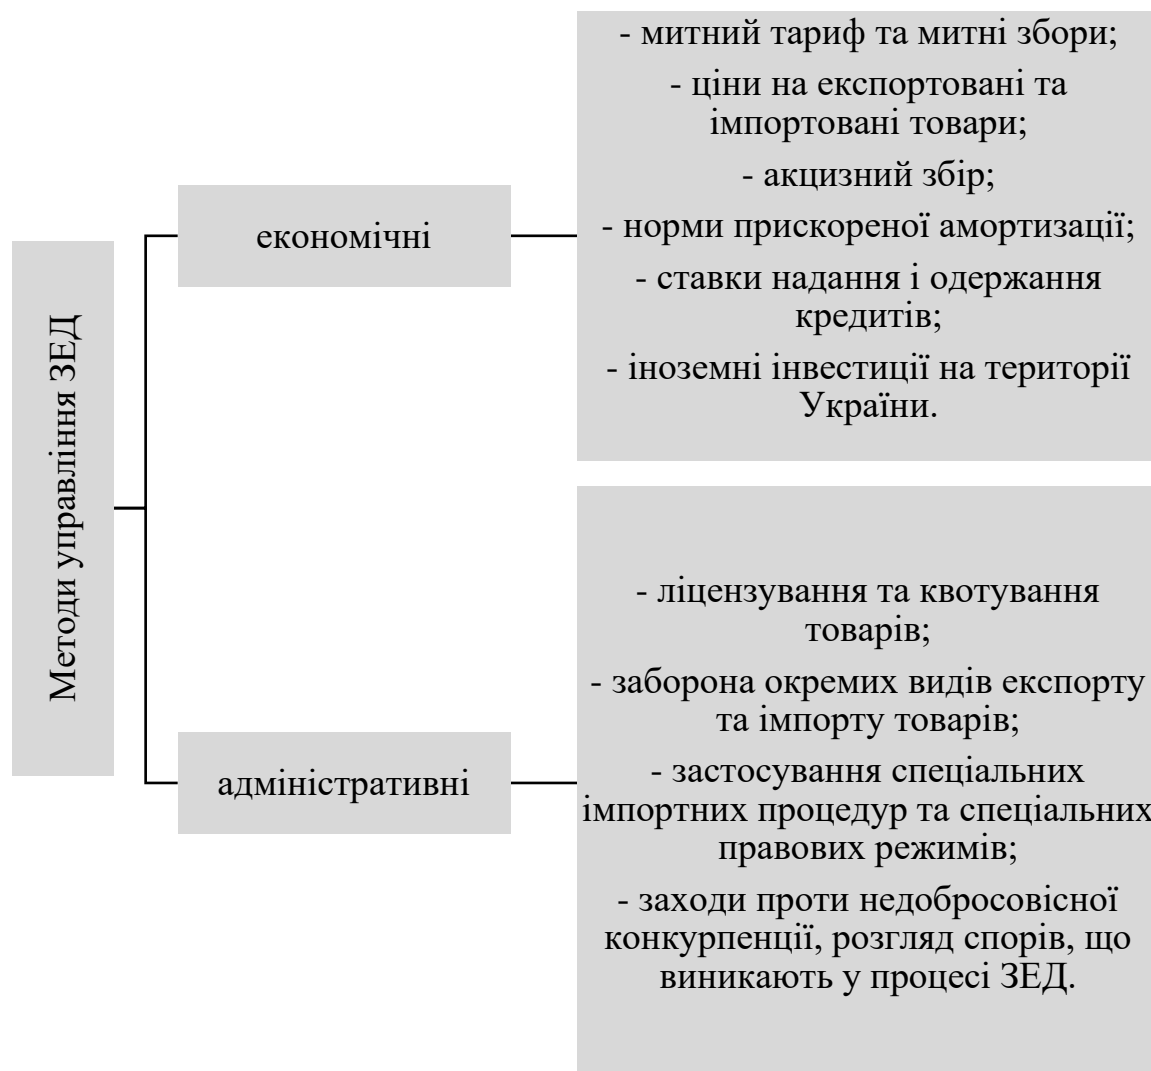 Методи управління ЗЕД
економічні
- митний тариф та митні збори;
- ціни на експортовані та
імпортовані товари;
- акцизний збір;
- норми прискореної амортизації;
- ставки надання і одержання
кредитів;
- іноземні інвестиції на території
України.
адміністративні
- ліцензування та квотування
товарів;
- заборона окремих видів експорту
та імпорту товарів;
- застосування спеціальних
імпортних процедур та спеціальних
правових режимів;
- заходи проти недобросовісної
конкурпенції, розгляд спорів, що
виникають у процесі ЗЕД.